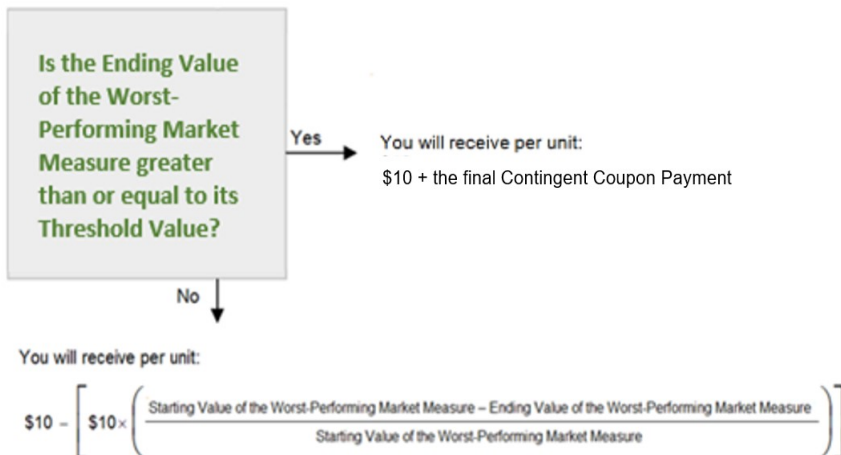 Is the Ending Value
of the Worst-
Performing Market
Measure greater
than or equal to its
Threshold Value?
Yes
You will receive per unit:
$10 + the final Contingent Coupon Payment
No
You will receive per unit:
$10 – [ $10 × ( Starting Value of the Worst-Performing Market Measure – Ending Value of the Worst-Performing Market Measure
Starting Value of the Worst-Performing Market Measure ) ]